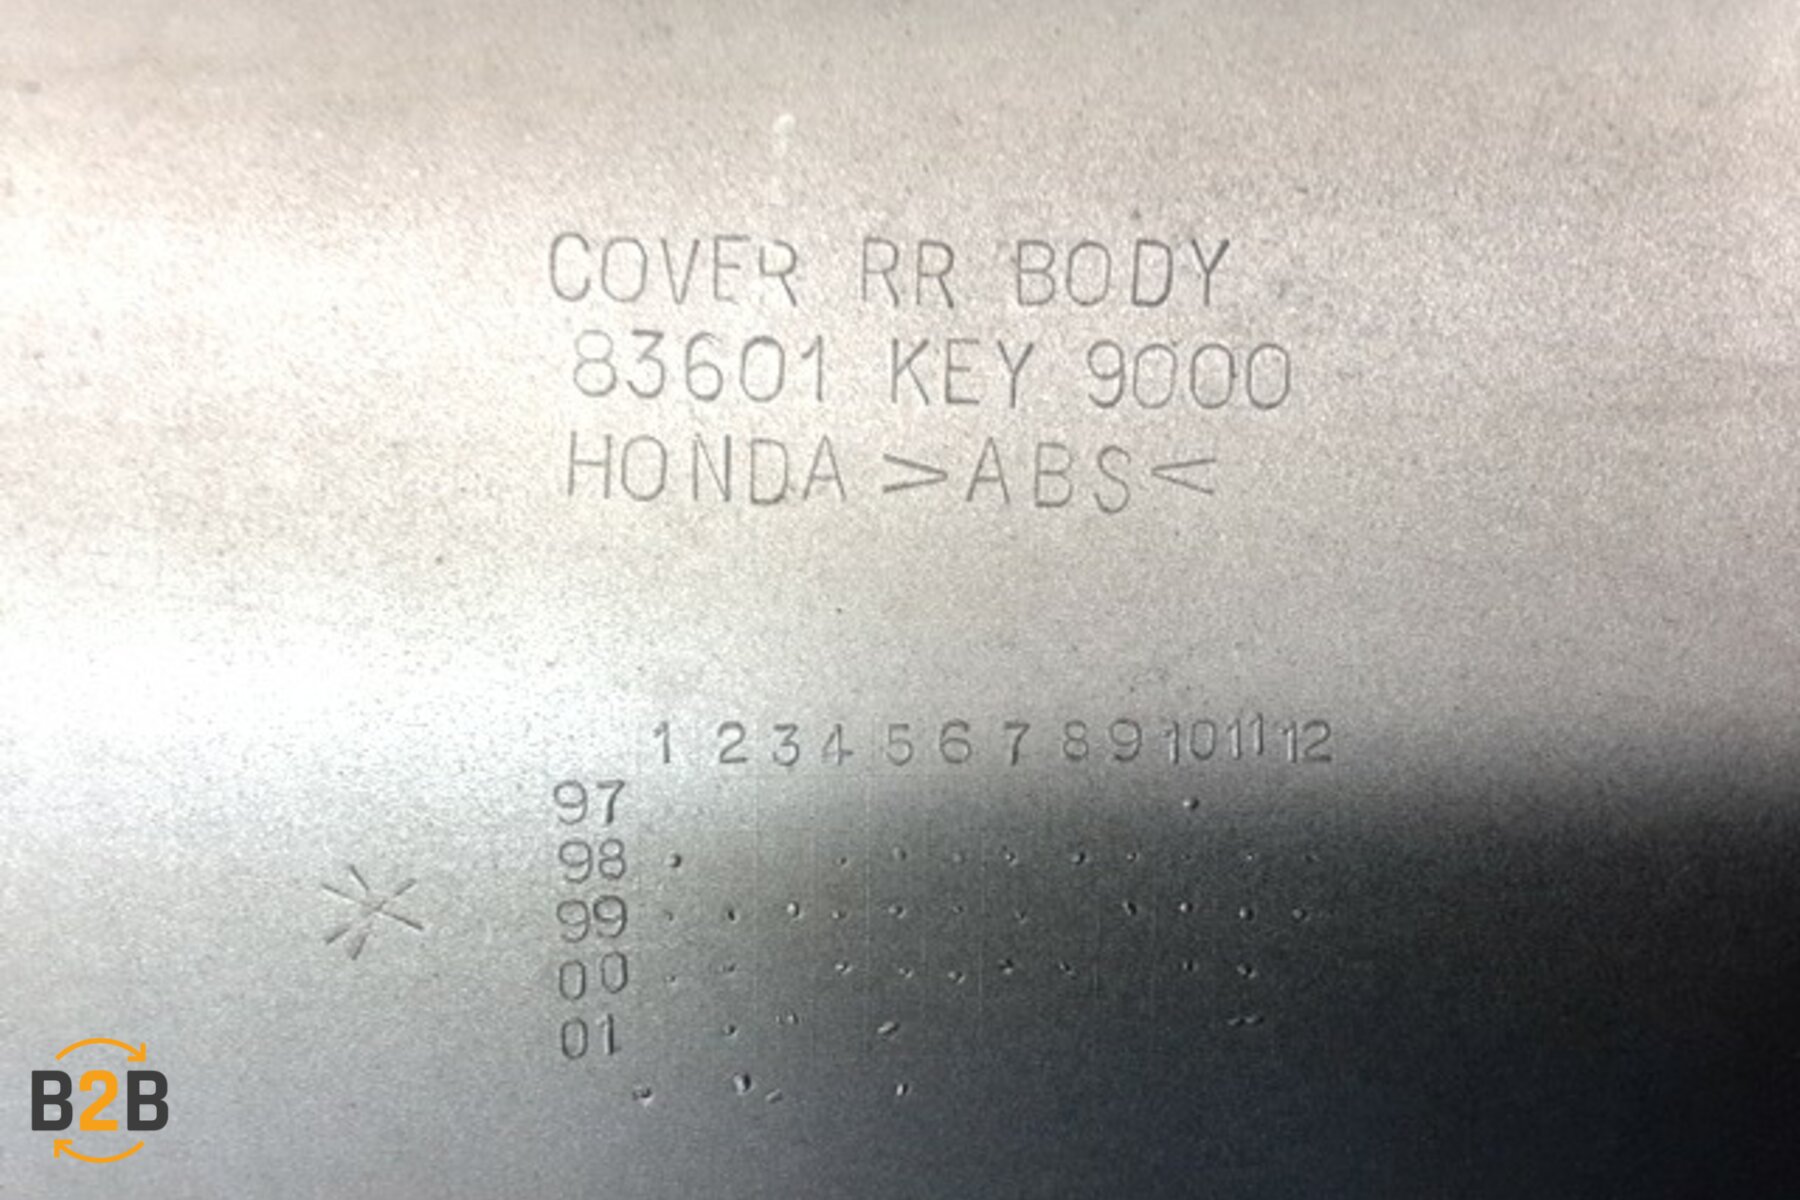 COVER RR BODY
83601 KEY 9000
HONDA >ABS<
1 2 3 4 5 6 7 8 9 10 11 12
97
98
99
00
01
B2B